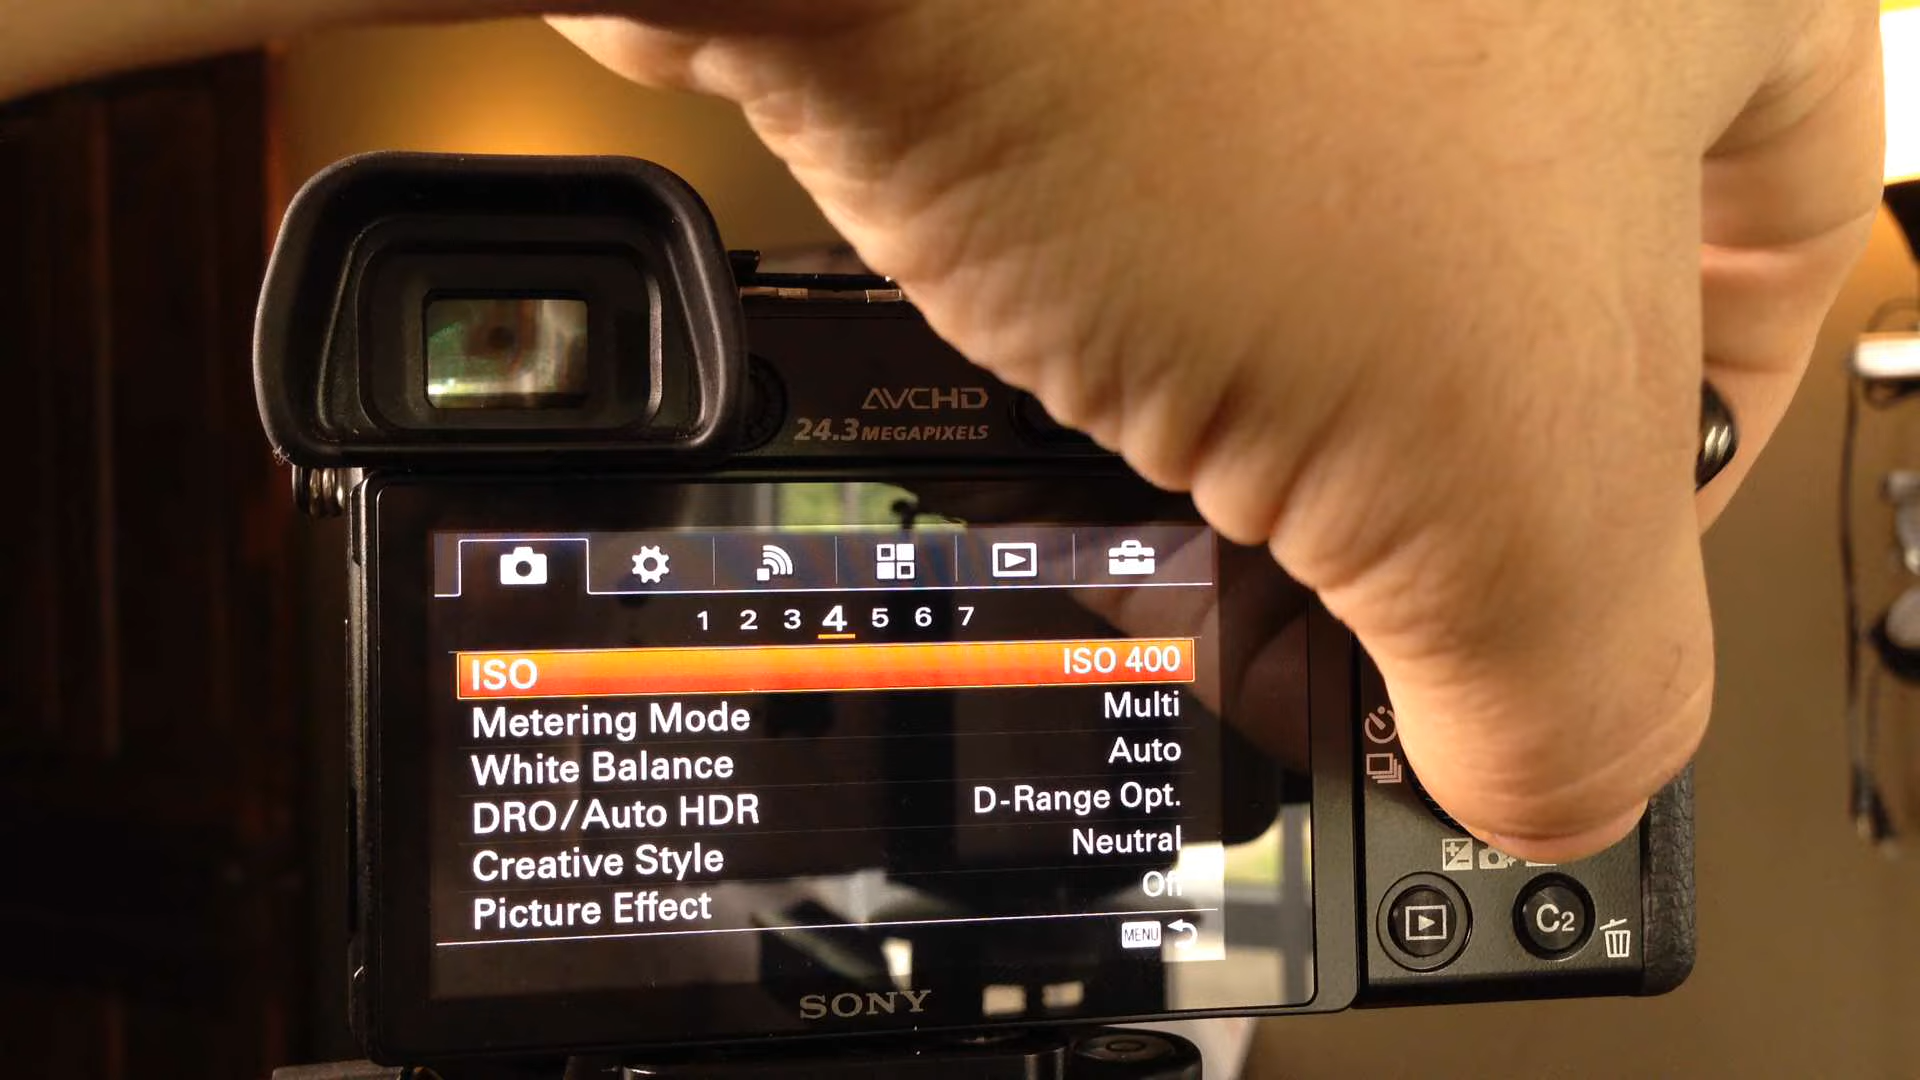 AVCHD
24.3 MEGAPIXELS
1 2 3 4 5 6 7
ISO ISO 400
Metering Mode Multi
White Balance Auto
DRO/Auto HDR D-Range Opt.
Creative Style Neutral
Picture Effect Off
MENU
SONY
C2